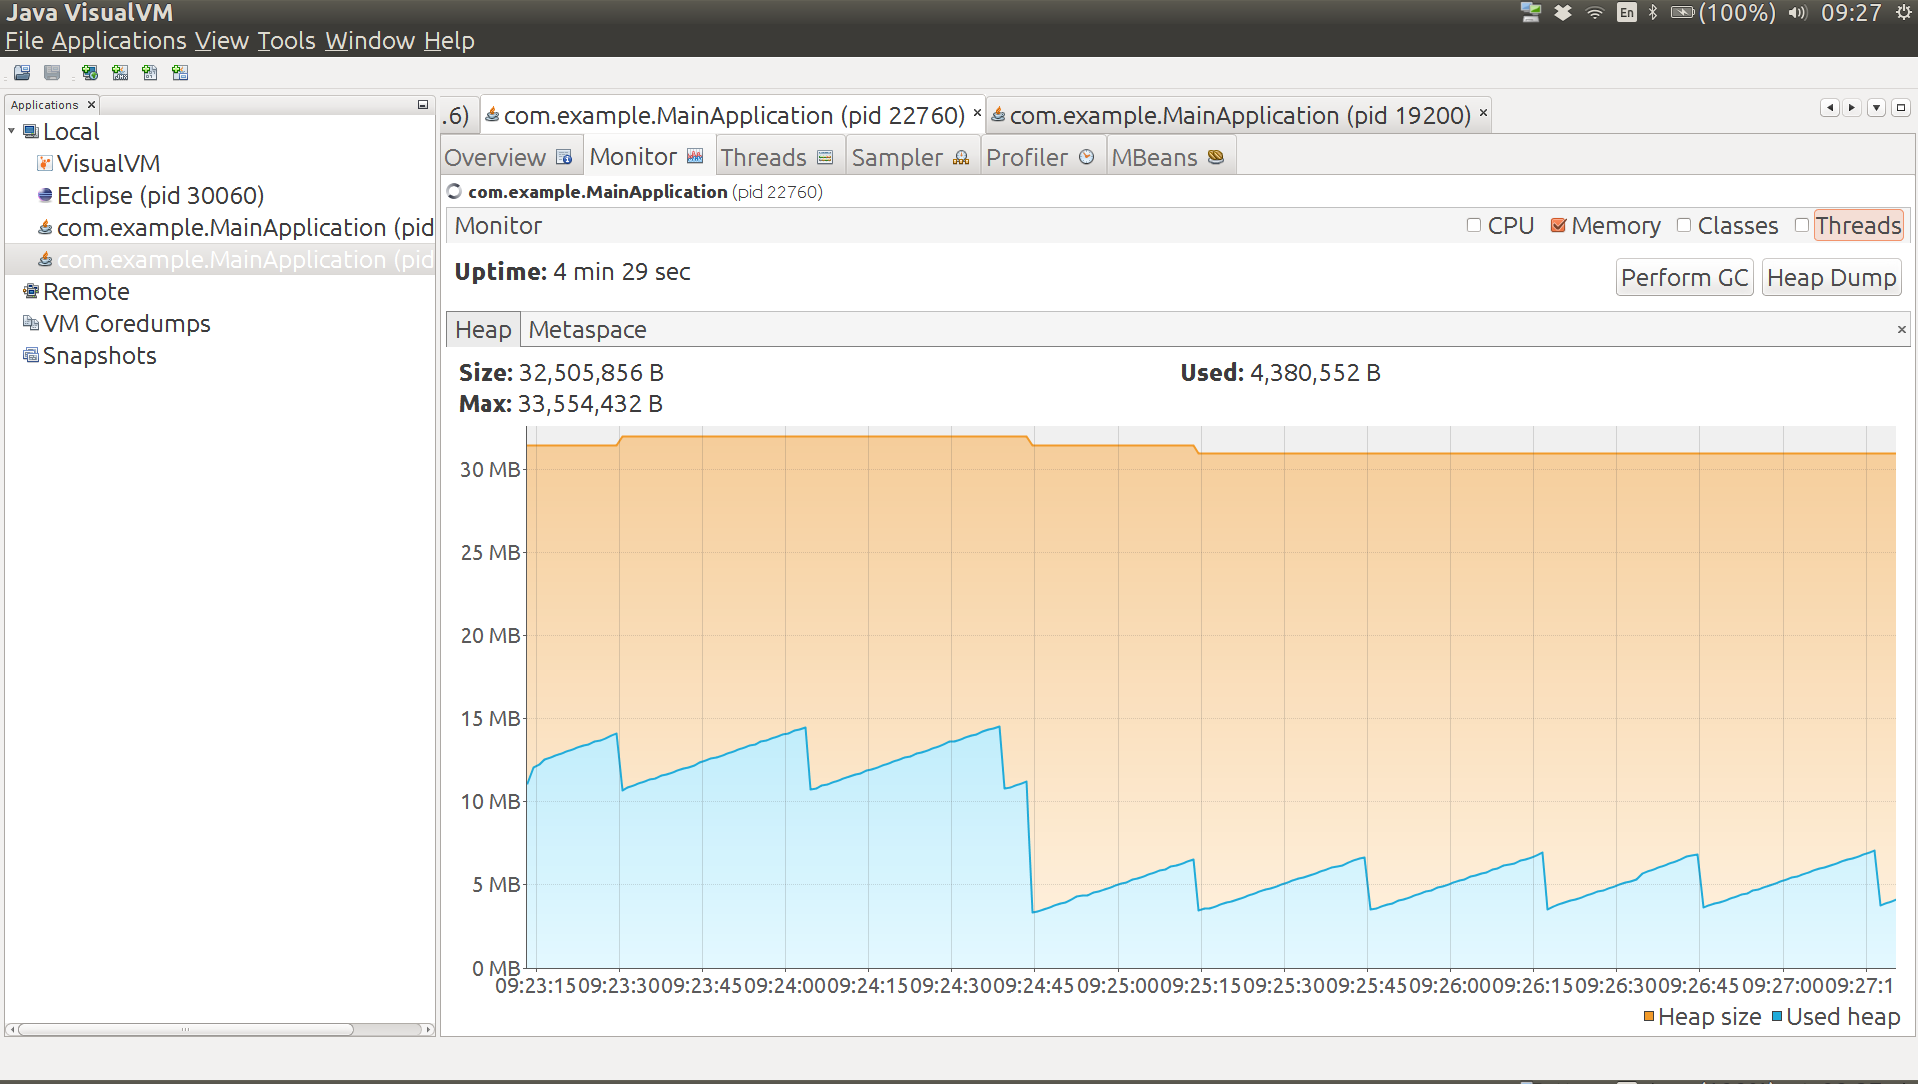 Java VisualVM
En (100%) 09:27
File Applications View Tools Window Help
Applications
Local
VisualVM
Eclipse (pid 30060)
com.example.MainApplication (pid
com.example.MainApplication (pid
Remote
VM Coredumps
Snapshots
.6) com.example.MainApplication (pid 22760) com.example.MainApplication (pid 19200)
Overview Monitor Threads Sampler Profiler MBeans
com.example.MainApplication (pid 22760)
Monitor CPU Memory Classes Threads
Uptime: 4 min 29 sec
Perform GC Heap Dump
Heap Metaspace
Size: 32,505,856 B Used: 4,380,552 B
Max: 33,554,432 B
30 MB
25 MB
20 MB
15 MB
10 MB
5 MB
0 MB
09:23:15 09:23:30 09:23:45 09:24:00 09:24:15 09:24:30 09:24:45 09:25:00 09:25:15 09:25:30 09:25:45 09:26:00 09:26:15 09:26:30 09:26:45 09:27:00 09:27:1
Heap size Used heap